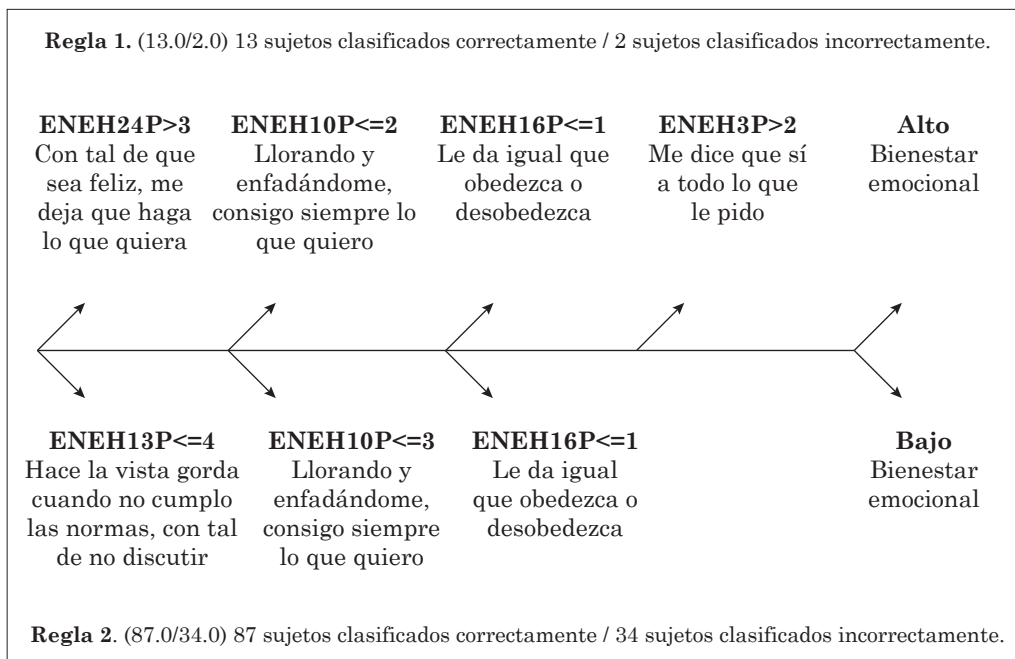 Regla 1. (13.0/2.0) 13 sujetos clasificados correctamente / 2 sujetos clasificados incorrectamente.
ENEH24P>3
Con tal de que
sea feliz, me
deja que haga
lo que quiera
ENEH10P<=2
Llorando y
enfadándome,
consigo siempre lo
que quiero
ENEH16P<=1
Le da igual que
obedezca o
desobedezca
ENEH3P>2
Me dice que sí
a todo lo que
le pido
Alto
Bienestar
emocional
ENEH13P<=4
Hace la vista gorda
cuando no cumplo
las normas, con tal
de no discutir
ENEH10P<=3
Llorando y
enfadándome,
consigo siempre
lo que quiero
ENEH16P<=1
Le da igual
que obedezca o
desobedezca
Bajo
Bienestar
emocional
Regla 2. (87.0/34.0) 87 sujetos clasificados correctamente / 34 sujetos clasificados incorrectamente.